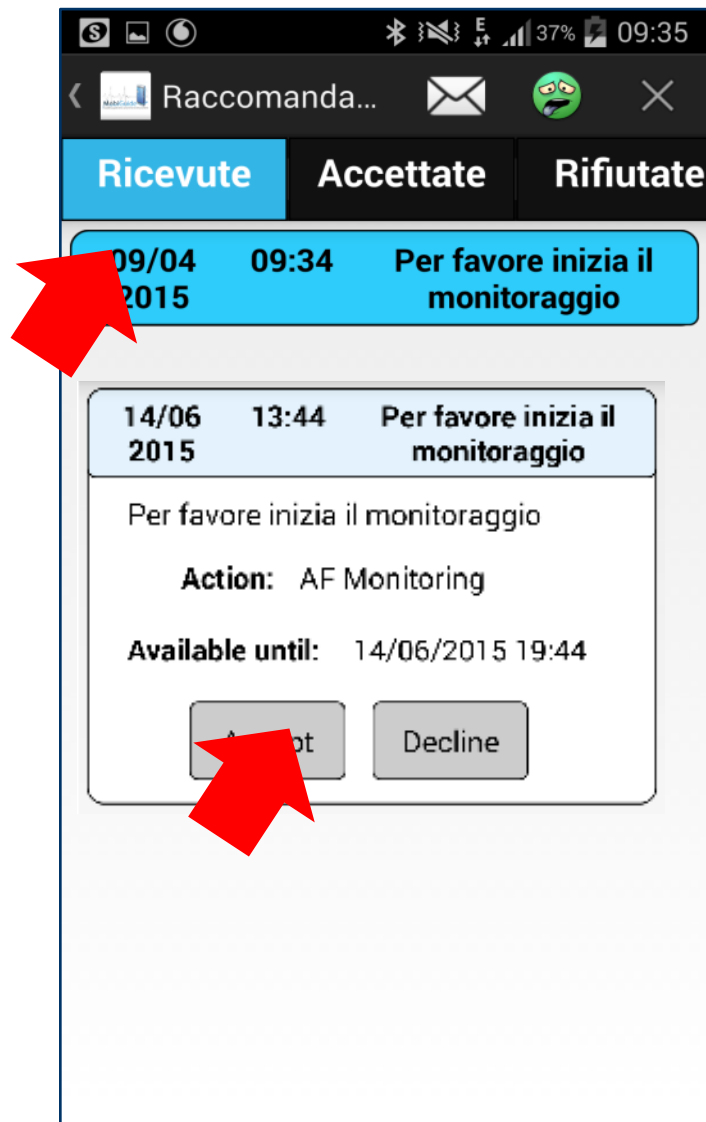 S E 37% 09:35
Raccomanda...
Ricevute Accettate Rifiutate
09/04 09:34 Per favore inizia il
2015 monitoraggio
14/06 13:44 Per favore inizia il
2015 monitoraggio
Per favore inizia il monitoraggio
Action: AF Monitoring
Available until: 14/06/2015 19:44
Accept Decline